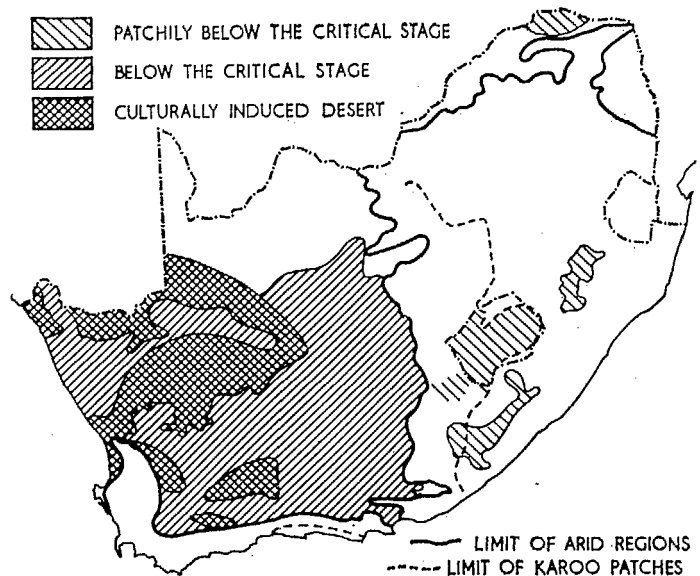 PATCHILY BELOW THE CRITICAL STAGE
BELOW THE CRITICAL STAGE
CULTURALLY INDUCED DESERT
LIMIT OF ARID REGIONS
LIMIT OF KAROO PATCHES